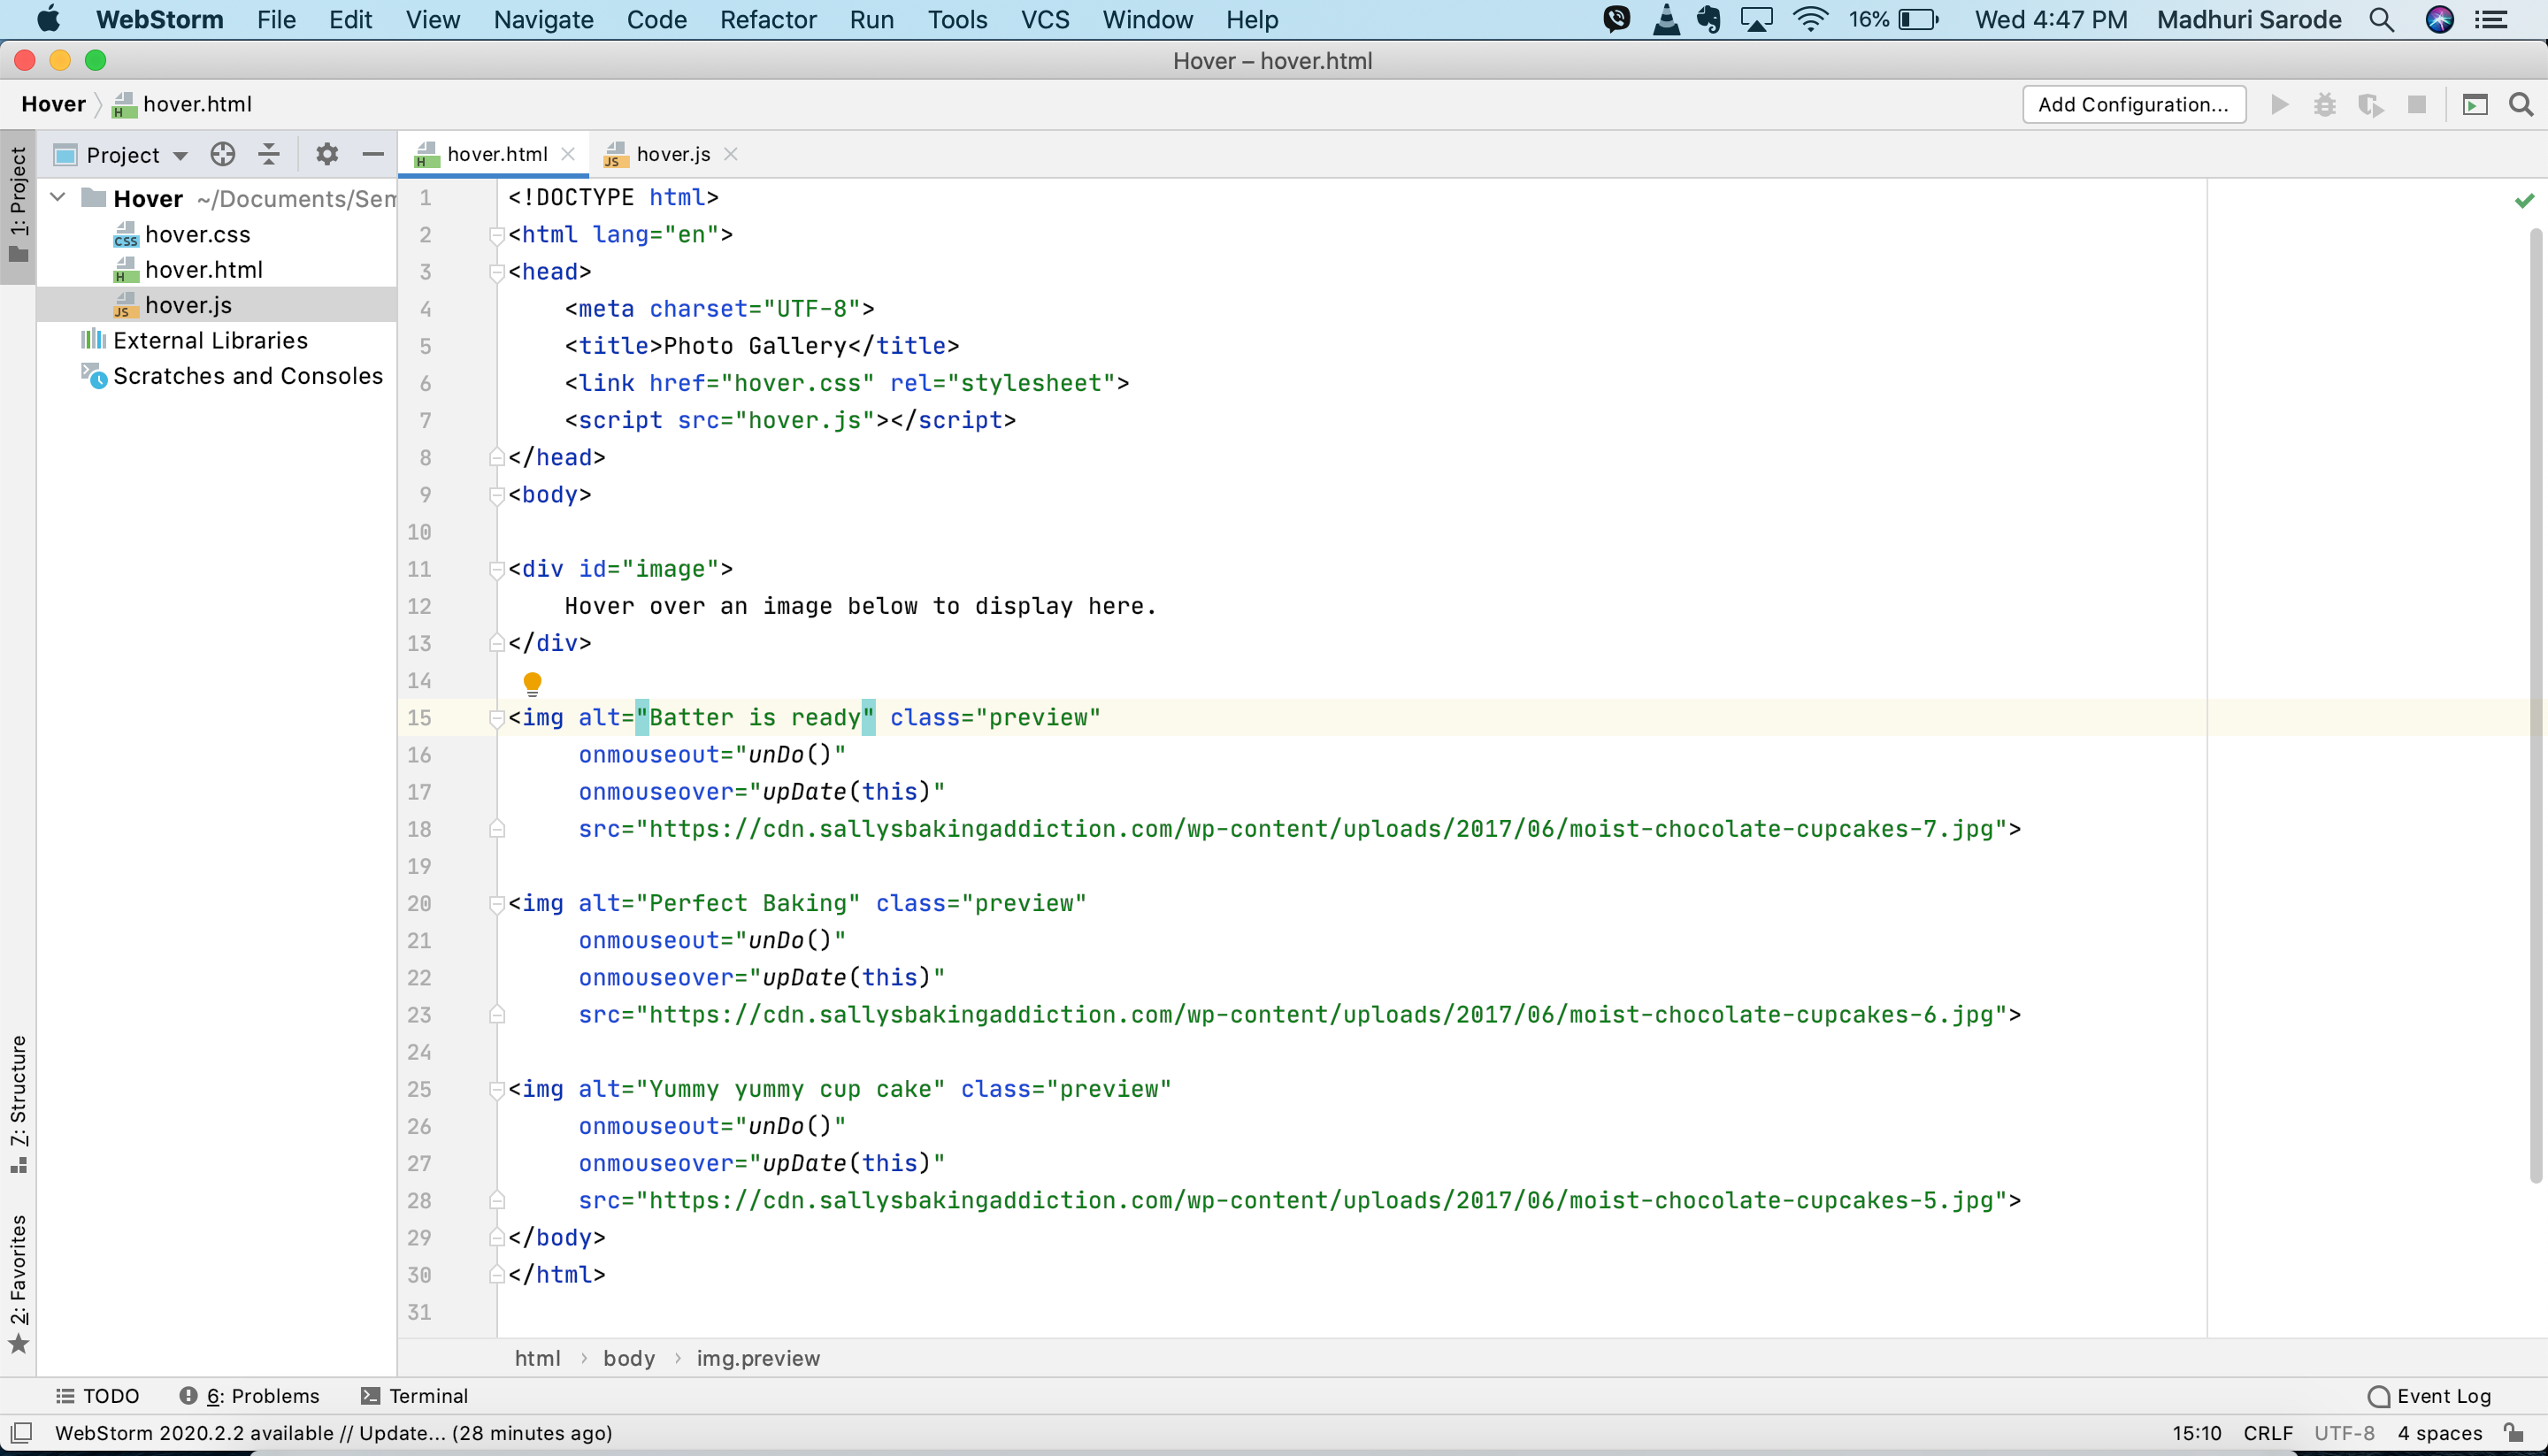 WebStorm File Edit View Navigate Code Refactor Run Tools VCS Window Help 16% Wed 4:47 PM Madhuri Sarode
Hover – hover.html
Hover hover.html Add Configuration...
1: Project
Project
hover.html
hover.js
Hover ~/Documents/Sem
hover.css
hover.html
hover.js
External Libraries
Scratches and Consoles
7: Structure
2: Favorites
1 <!DOCTYPE html>
2 <html lang="en">
3 <head>
4 <meta charset="UTF-8">
5 <title>Photo Gallery</title>
6 <link href="hover.css" rel="stylesheet">
7 <script src="hover.js"></script>
8 </head>
9 <body>
10
11 <div id="image">
12 Hover over an image below to display here.
13 </div>
14
15 <img alt="Batter is ready" class="preview"
16 onmouseout="unDo()"
17 onmouseover="upDate(this)"
18 src="https://cdn.sallysbakingaddiction.com/wp-content/uploads/2017/06/moist-chocolate-cupcakes-7.jpg">
19
20 <img alt="Perfect Baking" class="preview"
21 onmouseout="unDo()"
22 onmouseover="upDate(this)"
23 src="https://cdn.sallysbakingaddiction.com/wp-content/uploads/2017/06/moist-chocolate-cupcakes-6.jpg">
24
25 <img alt="Yummy yummy cup cake" class="preview"
26 onmouseout="unDo()"
27 onmouseover="upDate(this)"
28 src="https://cdn.sallysbakingaddiction.com/wp-content/uploads/2017/06/moist-chocolate-cupcakes-5.jpg">
29 </body>
30 </html>
31
html › body › img.preview
TODO 6: Problems Terminal Event Log
WebStorm 2020.2.2 available // Update... (28 minutes ago) 15:10 CRLF UTF-8 4 spaces